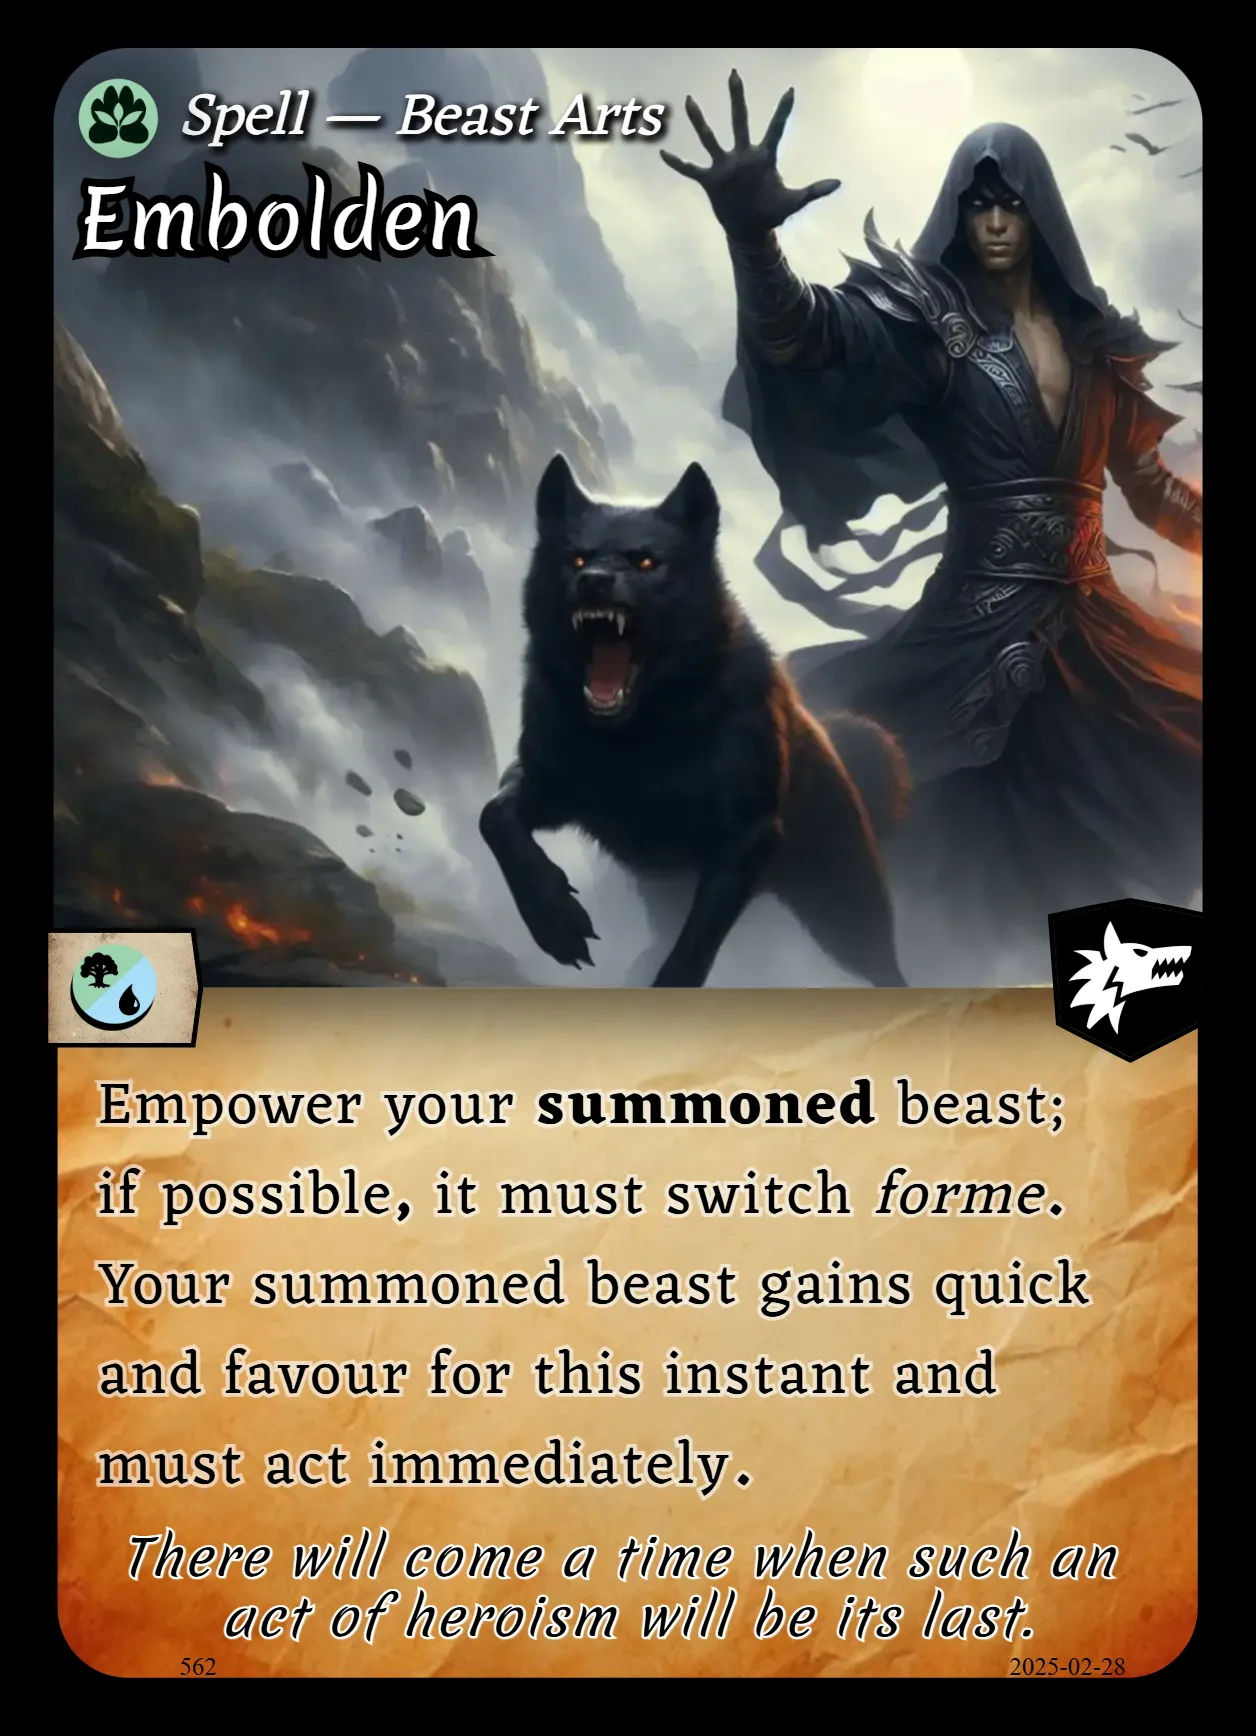 Spell — Beast Arts
Embolden
Empower your summoned beast;
if possible, it must switch forme.
Your summoned beast gains quick
and favour for this instant and
must act immediately.
There will come a time when such an
act of heroism will be its last.
562
2025-02-28